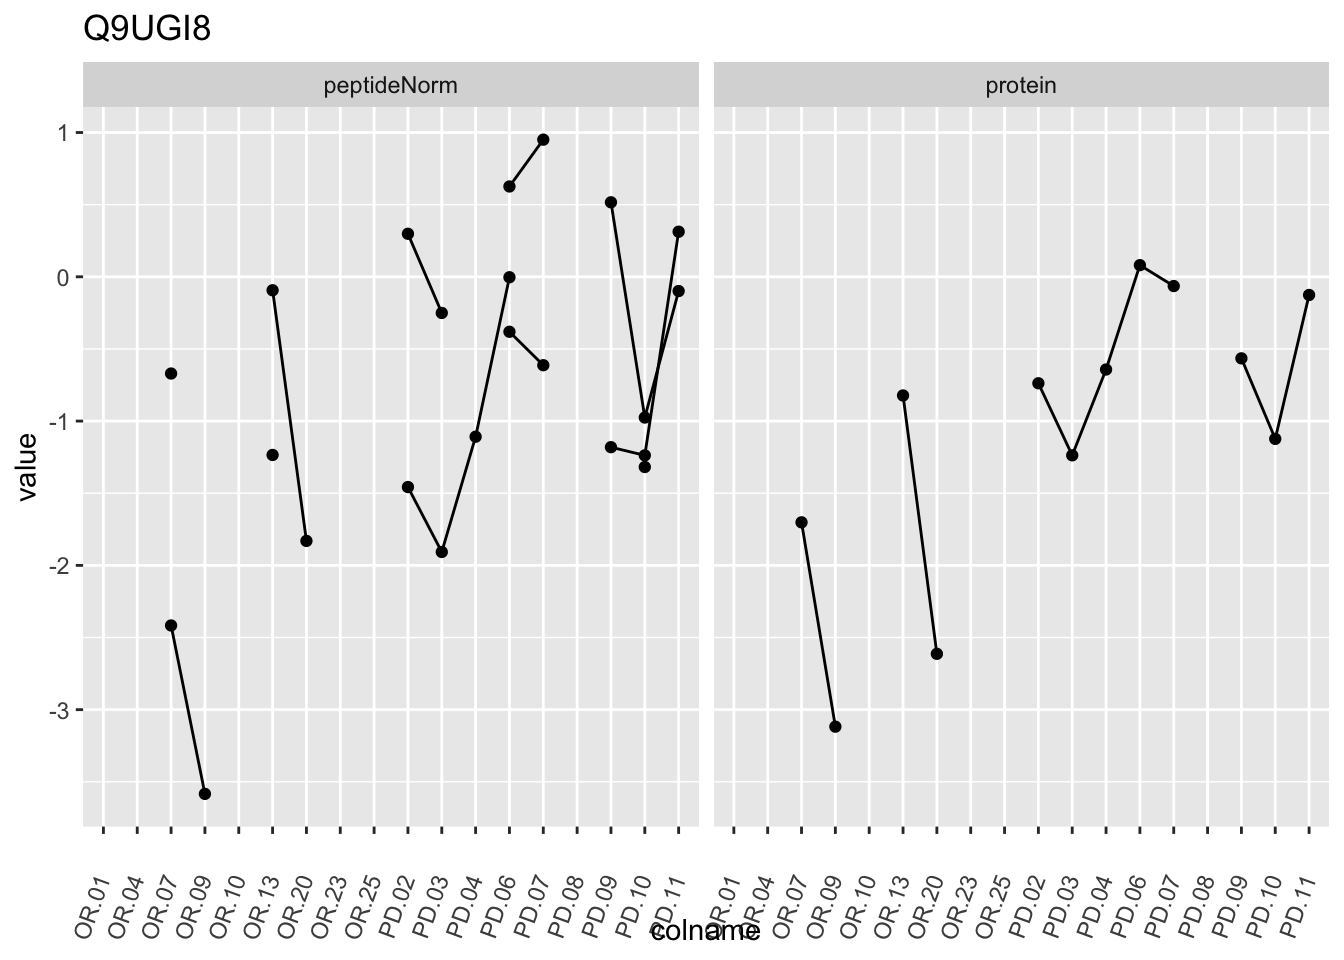 Q9UGI8
peptideNorm
protein
value
1
0
-1
-2
-3
OR.01
OR.04
OR.07
OR.09
OR.10
OR.13
OR.20
OR.23
OR.25
PD.02
PD.03
PD.04
PD.06
PD.07
PD.08
PD.09
PD.10
PD.11
OR.01
OR.04
OR.07
OR.09
OR.10
OR.13
OR.20
OR.23
OR.25
PD.02
PD.03
PD.04
PD.06
PD.07
PD.08
PD.09
PD.10
PD.11
colname